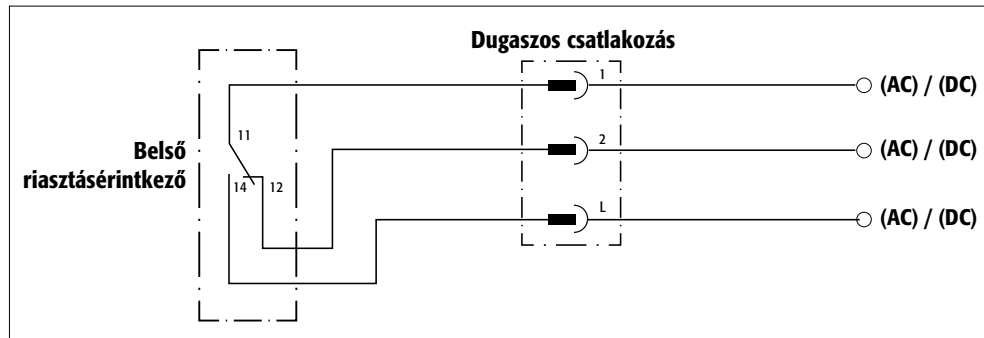 Dugaszos csatlakozás
1
(AC) / (DC)
11
2
(AC) / (DC)
Belső
riasztásérintkező
14 12
L
(AC) / (DC)